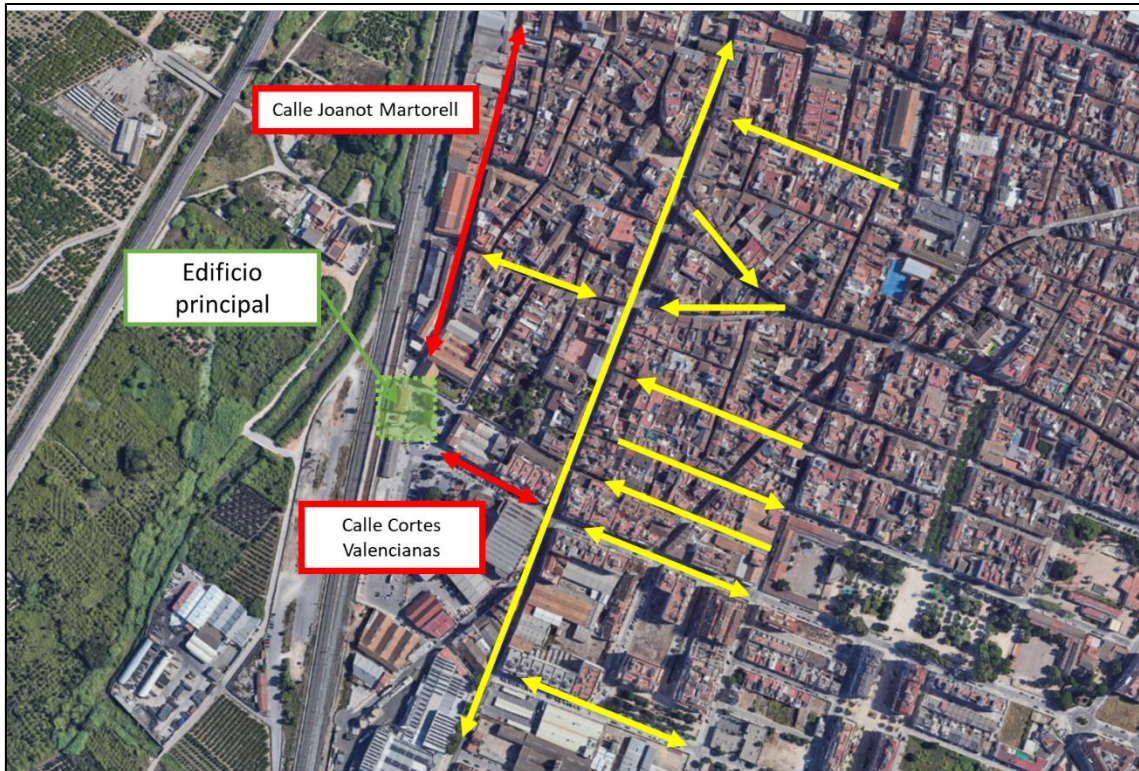 Calle Joanot Martorell
Edificio
principal
Calle Cortes
Valencianas